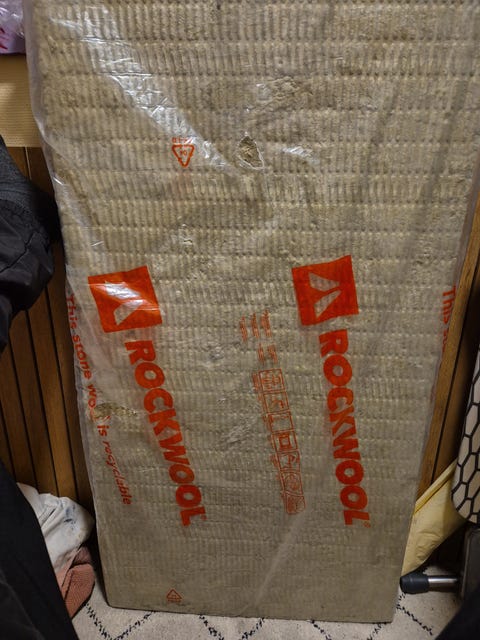 ROCKWOOL
ROCKWOOL
This stone wool is recyclable
This